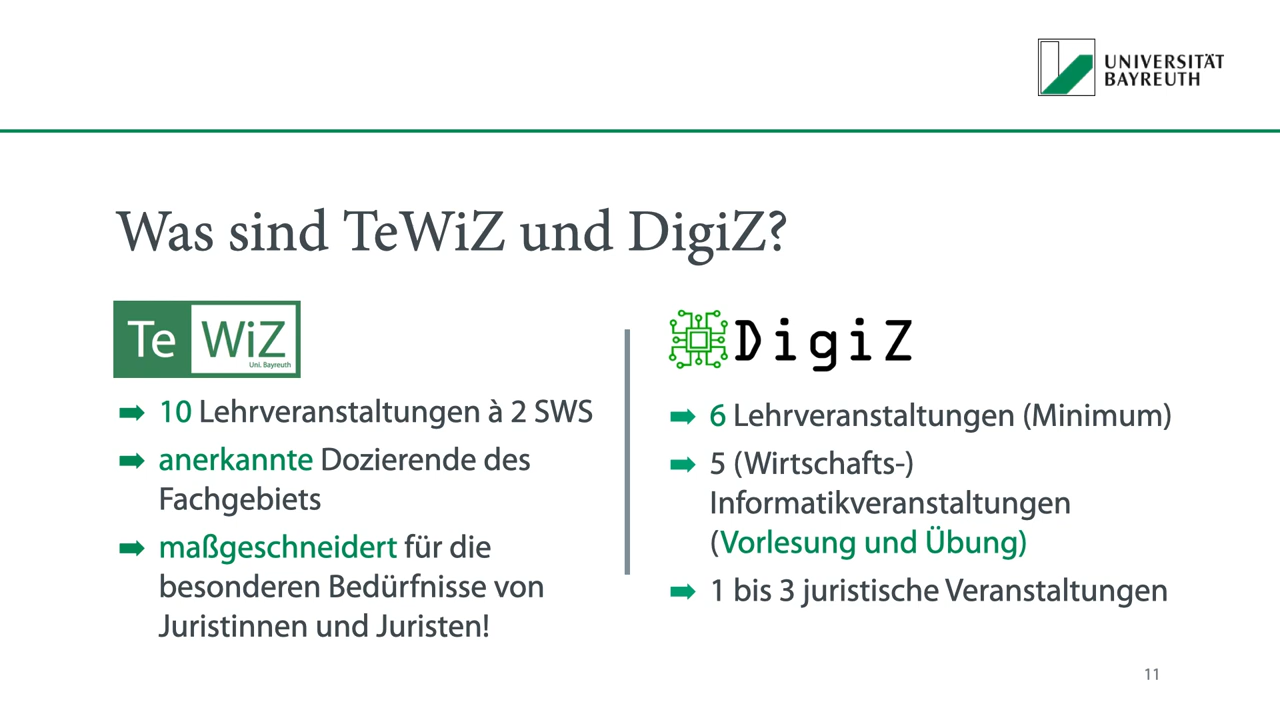 UNIVERSITÄT
BAYREUTH
Was sind TeWiZ und DigiZ?
Te WiZ
Uni. Bayreuth
➡ 10 Lehrveranstaltungen à 2 SWS
➡ anerkannte Dozierende des
Fachgebiets
➡ maßgeschneidert für die
besonderen Bedürfnisse von
Juristinnen und Juristen!
DigiZ
➡ 6 Lehrveranstaltungen (Minimum)
➡ 5 (Wirtschafts-)
Informatikveranstaltungen
(Vorlesung und Übung)
➡ 1 bis 3 juristische Veranstaltungen
11